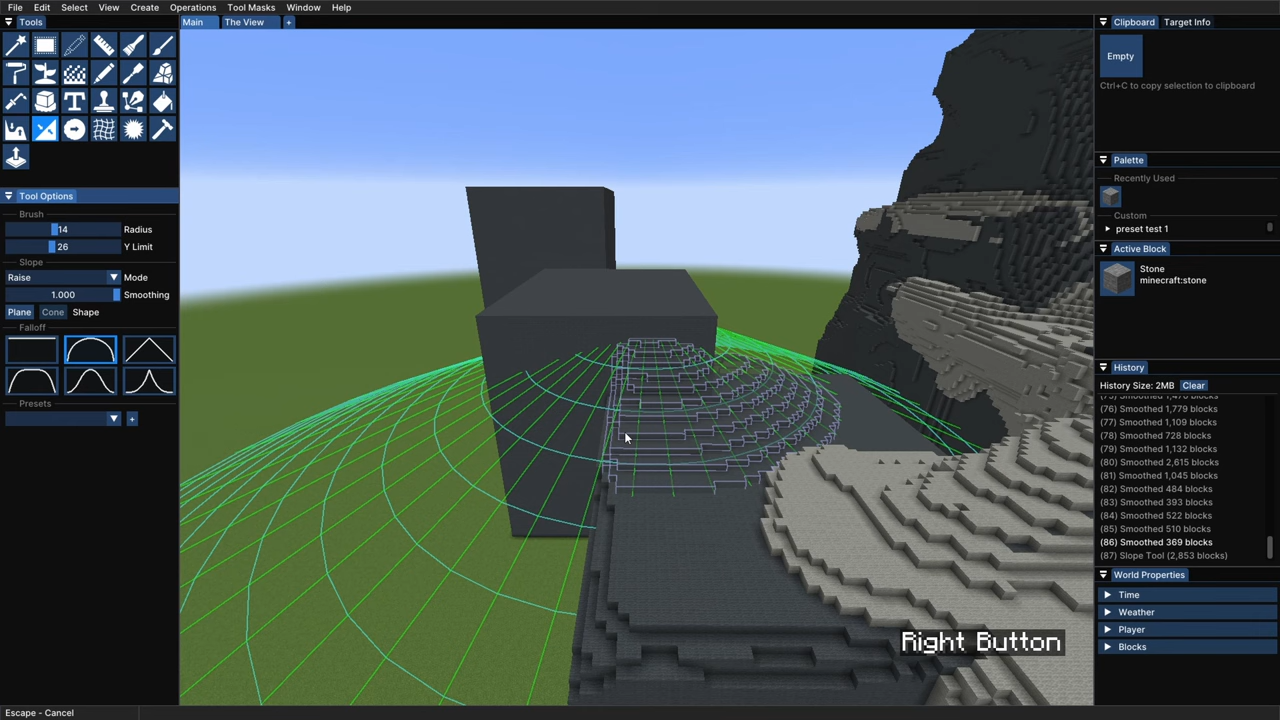 File Edit Select View Create Operations Tool Masks Window Help
Tools
Main The View +
Clipboard Target Info
Empty
Ctrl+C to copy selection to clipboard
Palette
Recently Used
Custom
preset test 1
Active Block
Stone
minecraft:stone
Tool Options
Brush
14 Radius
26 Y Limit
Slope
Raise Mode
1.000 Smoothing
Plane Cone Shape
Falloff
Presets
+
History
History Size: 2MB Clear
(76) Smoothed 1,779 blocks
(77) Smoothed 1,109 blocks
(78) Smoothed 728 blocks
(79) Smoothed 1,132 blocks
(80) Smoothed 2,615 blocks
(81) Smoothed 1,045 blocks
(82) Smoothed 484 blocks
(83) Smoothed 393 blocks
(84) Smoothed 522 blocks
(85) Smoothed 510 blocks
(86) Smoothed 369 blocks
(87) Slope Tool (2,853 blocks)
World Properties
Time
Weather
Player
Blocks
Right Button
Escape - Cancel